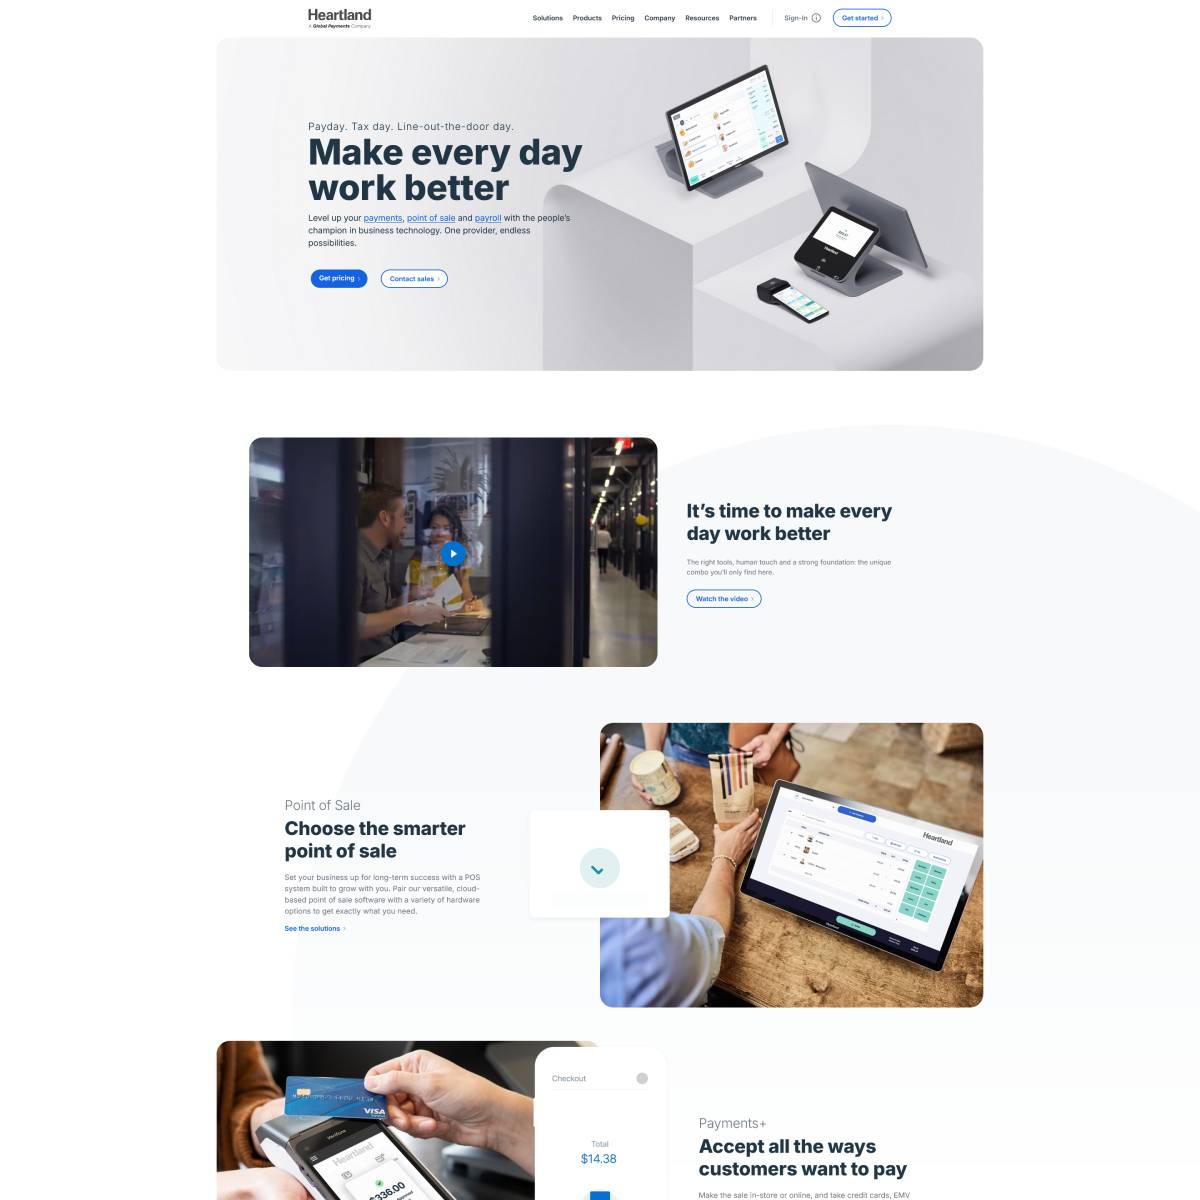 Heartland
A Global Payments Company
Solutions Products Pricing Company Resources Partners Sign-In Get started
Payday. Tax day. Line-out-the-door day.
Make every day
work better
Level up your payments, point of sale and payroll with the people's
champion in business technology. One provider, endless
possibilities.
Get pricing
Contact sales
It's time to make every
day work better
The right tools, human touch and a strong foundation: the unique
combo you'll only find here.
Watch the video
Point of Sale
Choose the smarter
point of sale
Set your business up for long-term success with a POS
system built to grow with you. Pair our versatile, cloud-
based point of sale software with a variety of hardware
options to get exactly what you need.
See the solutions
Heartland
Heartland
VISA
Verifone
Heartland
$336.00
Checkout
Total
$14.38
Payments+
Accept all the ways
customers want to pay
Make the sale in-store or online, and take credit cards, EMV